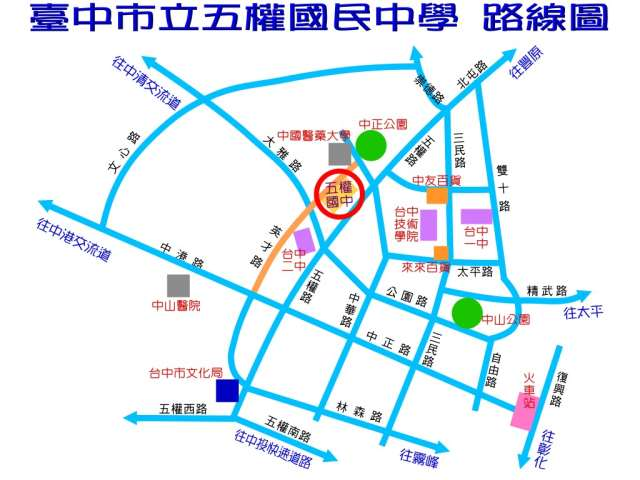 臺中市立五權國民中學 路線圖
往豐原
北屯路
崇德路
往中清交流道
中正公園
中國醫藥大學
大雅路
文心路
五權路
三民路
雙十路
五權
國中
中友百貨
台中
技術
學院
台中
一中
英才路
台中
二中
往中港交流道
中港路
來來百貨
太平路
中山醫院
五權路
中華路
公園路
精武路
往太平
中山公園
中正路
三民路
自由路
火車站
復興路
台中市文化局
五權西路
林森路
五權南路
往中投快速道路
往霧峰
往彰化